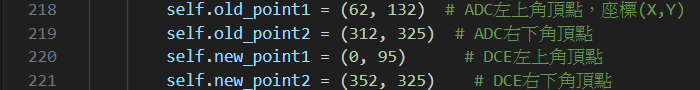 218 self.old_point1 = (62, 132)  # ADC左上角頂點，座標(X,Y)
219 self.old_point2 = (312, 325)  # ADC右下角頂點
220 self.new_point1 = (0, 95)      # DCE左上角頂點
221 self.new_point2 = (352, 325)  # DCE右下角頂點